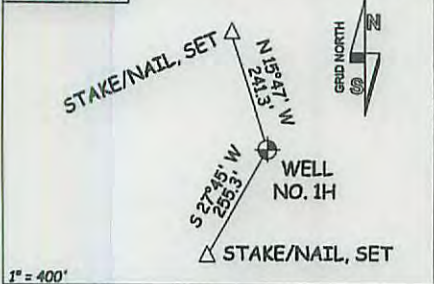 STAKE/NAIL, SET
N 15°47' W
241.3'
GRID NORTH
N
S
S 27°45' W
255.3'
WELL
NO. 1H
STAKE/NAIL, SET
1" = 400'